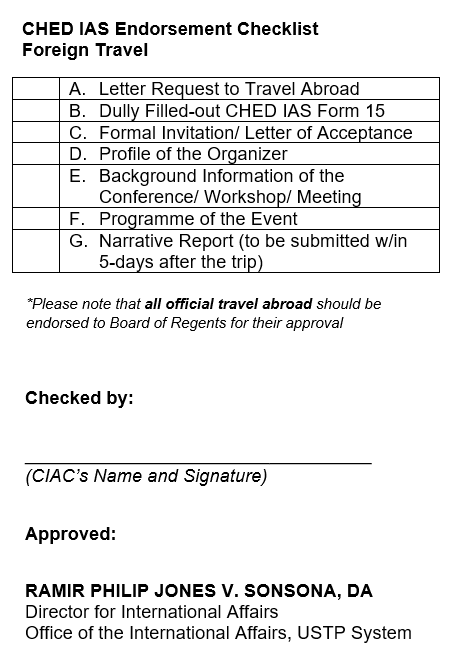 CHED IAS Endorsement Checklist
Foreign Travel
A. Letter Request to Travel Abroad
B. Dully Filled-out CHED IAS Form 15
C. Formal Invitation/ Letter of Acceptance
D. Profile of the Organizer
E. Background Information of the
Conference/ Workshop/ Meeting
F. Programme of the Event
G. Narrative Report (to be submitted w/in
5-days after the trip)
*Please note that all official travel abroad should be
endorsed to Board of Regents for their approval
Checked by:
(CIAC's Name and Signature)
Approved:
RAMIR PHILIP JONES V. SONSONA, DA
Director for International Affairs
Office of the International Affairs, USTP System